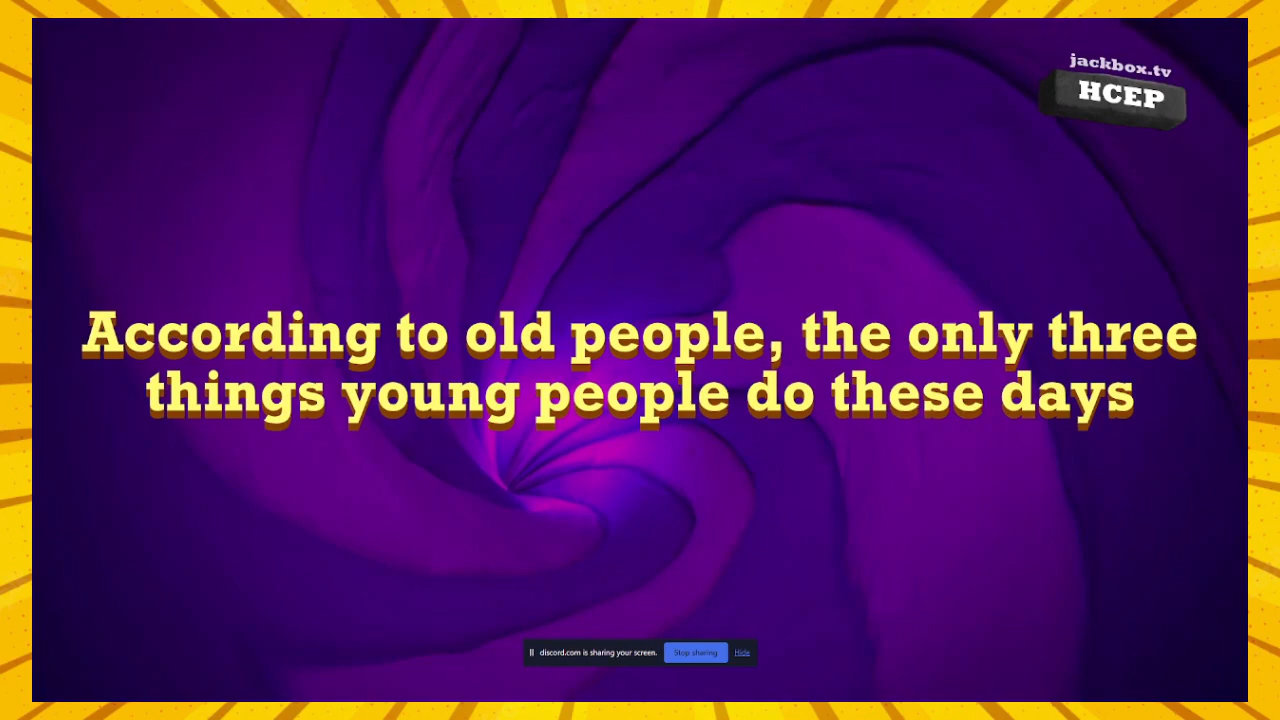 jackbox.tv
HCEP
According to old people, the only three
things young people do these days
discord.com is sharing your screen. Stop sharing Hide